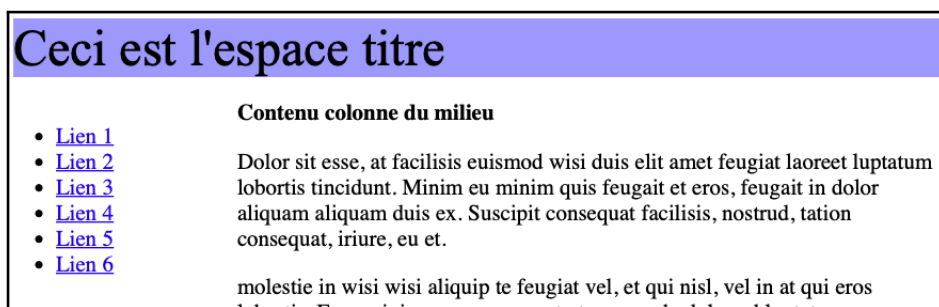 Ceci est l'espace titre
Lien 1
Lien 2
Lien 3
Lien 4
Lien 5
Lien 6
Contenu colonne du milieu
Dolor sit esse, at facilisis euismod wisi duis elit amet feugiat laoreet luptatum
lobortis tincidunt. Minim eu minim quis feugait et eros, feugait in dolor
aliquam aliquam duis ex. Suscipit consequat facilisis, nostrud, tation
consequat, iriure, eu et.
molestie in wisi wisi aliquip te feugiat vel, et qui nisl, vel in at qui eros